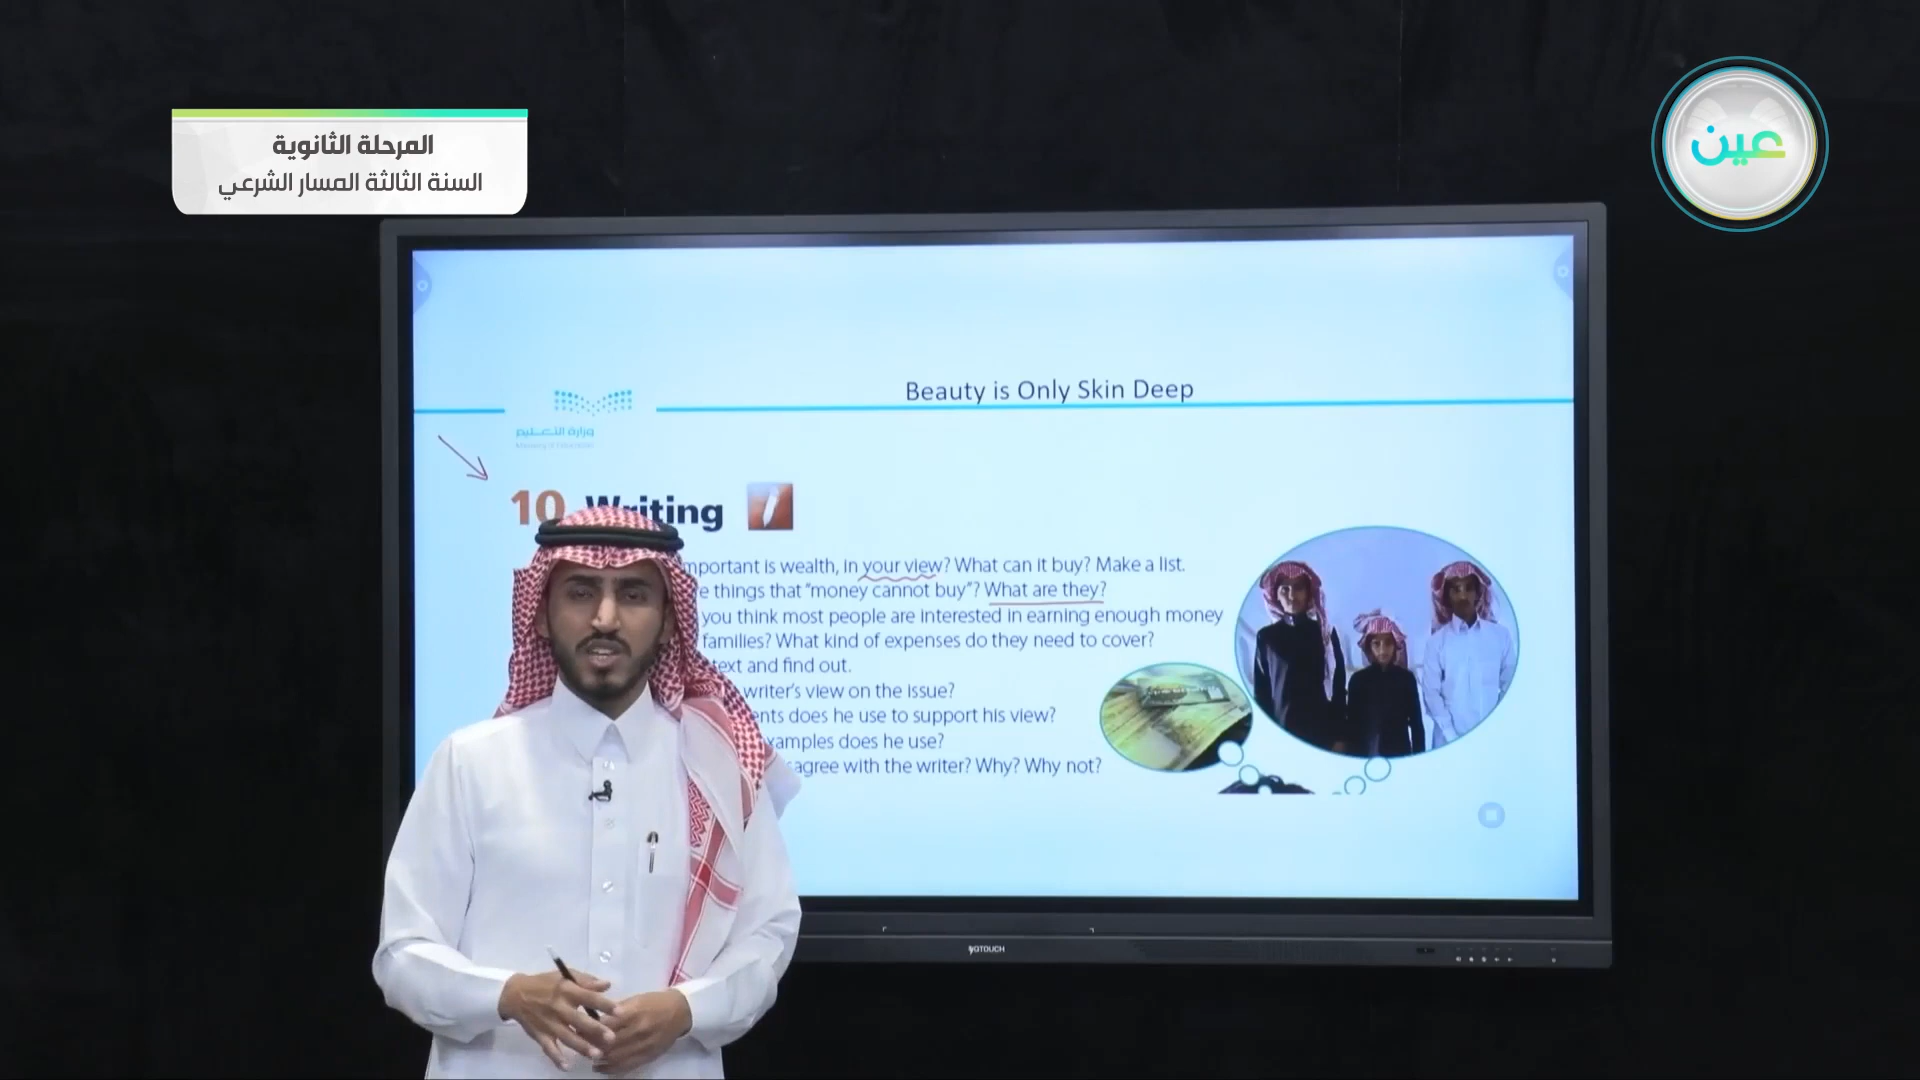 المرحلة الثانوية
السنة الثالثة المسار الشرعي
عين
Beauty is Only Skin Deep
وزارة التعليم
10 Writing
important is wealth, in your view? What can it buy? Make a list.
things that "money cannot buy"? What are they?
you think most people are interested in earning enough money
families? What kind of expenses do they need to cover?
text and find out.
writer's view on the issue?
does he use to support his view?
examples does he use?
with the writer? Why? Why not?